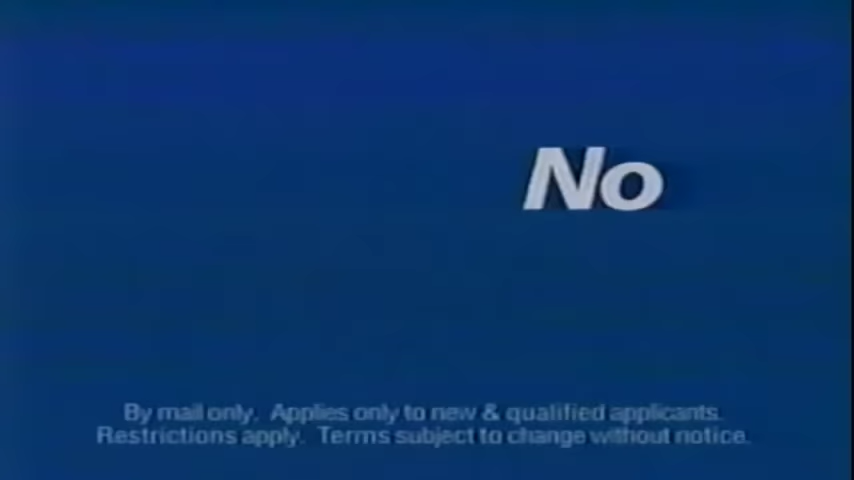 No
By mail only. Applies only to new & qualified applicants.
Restrictions apply. Terms subject to change without notice.